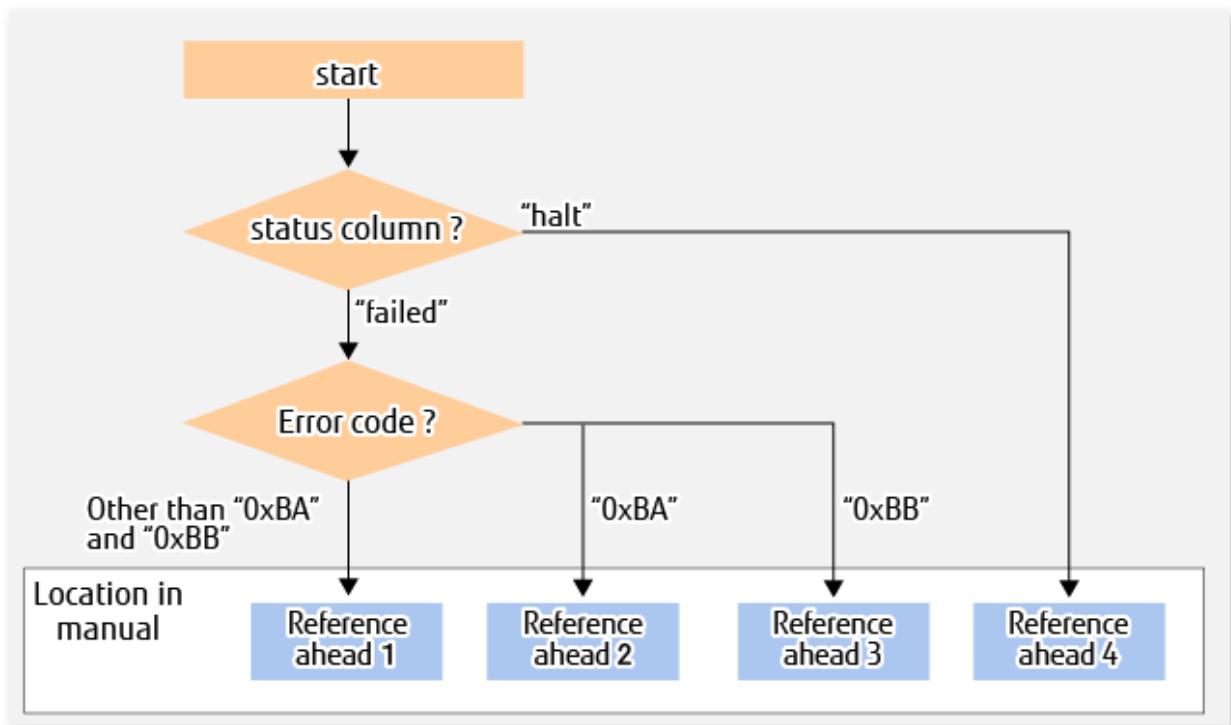 start
“halt”
status column ?
“failed”
Error code ?
Other than “0xBA”
and “0xBB”
“0xBA”
“0xBB”
Location in
manual
Reference
ahead 1
Reference
ahead 2
Reference
ahead 3
Reference
ahead 4